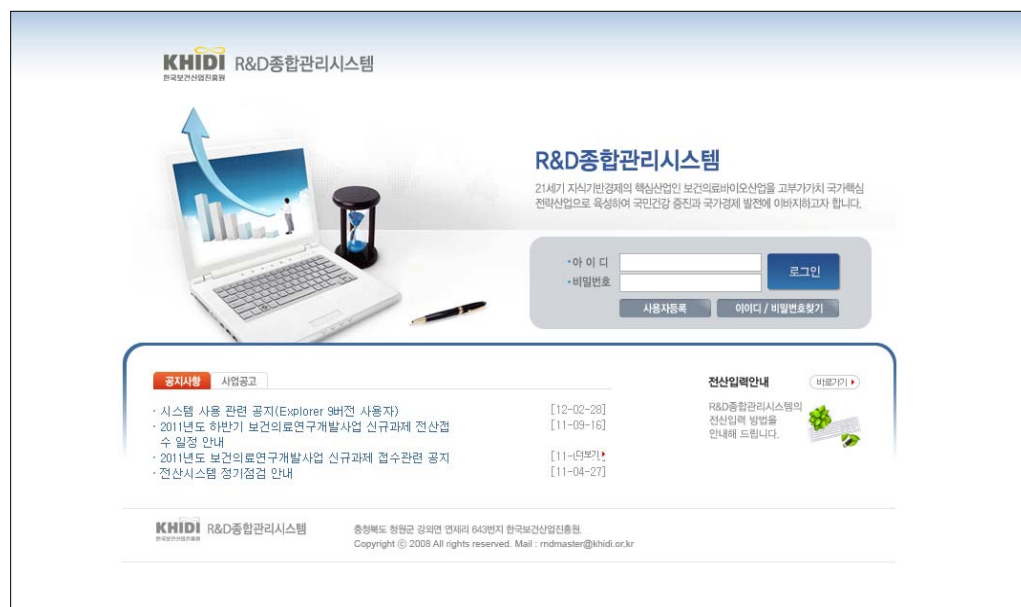 KHIDI R&D종합관리시스템
한국보건산업진흥원
R&D종합관리시스템
21세기 지식기반경제의 핵심산업인 보건의료바이오산업을 고부가가치 국가핵심
전략산업으로 육성하여 국민건강 증진과 국가경제 발전에 이바지하고자 합니다.
•아 이 디
로그인
•비밀번호
사용자등록 아이디 / 비밀번호찾기
공지사항 사업공고
· 시스템 사용 관련 공지(Explorer 9버전 사용자) [12-02-28]
· 2011년도 하반기 보건의료연구개발사업 신규과제 전산접 [11-09-16]
수 일정 안내
· 2011년도 보건의료연구개발사업 신규과제 접수관련 공지 [11- 더보기
· 전산시스템 정기점검 안내 [11-04-27]
전산입력안내 바로가기
R&D종합관리시스템의
전산입력 방법을
안내해 드립니다.
KHIDI R&D종합관리시스템
한국보건산업진흥원
충청북도 청원군 강외면 연제리 643번지 한국보건산업진흥원.
Copyright ⓒ 2008 All rights reserved. Mail : rndmaster@khidi.or.kr